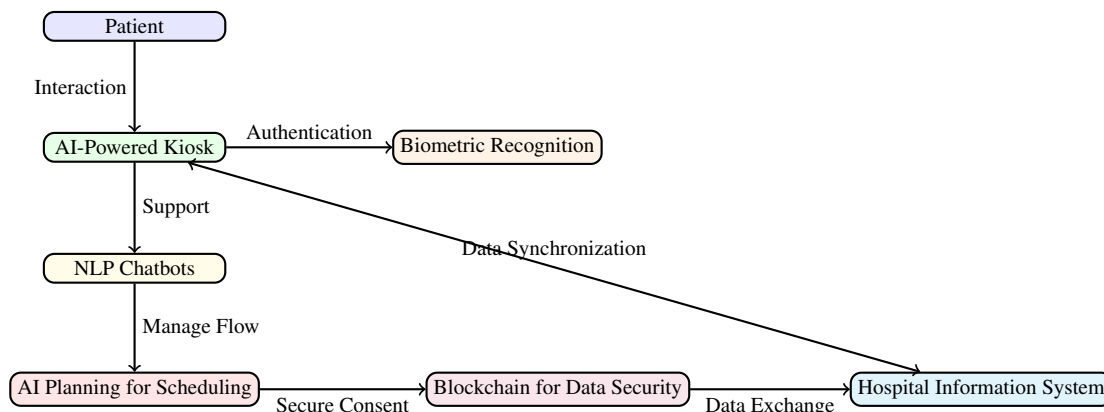 Patient
Interaction
AI-Powered Kiosk
Authentication
Biometric Recognition
Support
Data Synchronization
NLP Chatbots
Manage Flow
AI Planning for Scheduling
Secure Consent
Blockchain for Data Security
Data Exchange
Hospital Information System